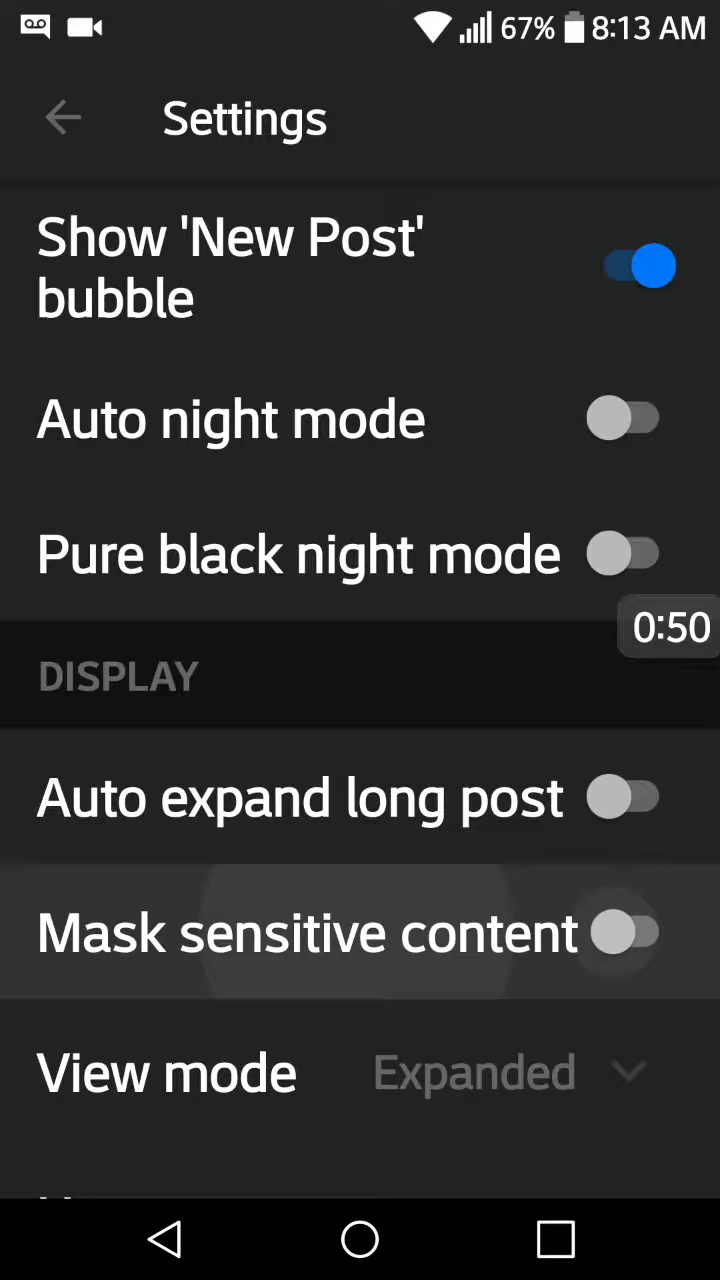 67% 8:13 AM
Settings
Show 'New Post'
bubble
Auto night mode
Pure black night mode
0:50
DISPLAY
Auto expand long post
Mask sensitive content
View mode Expanded